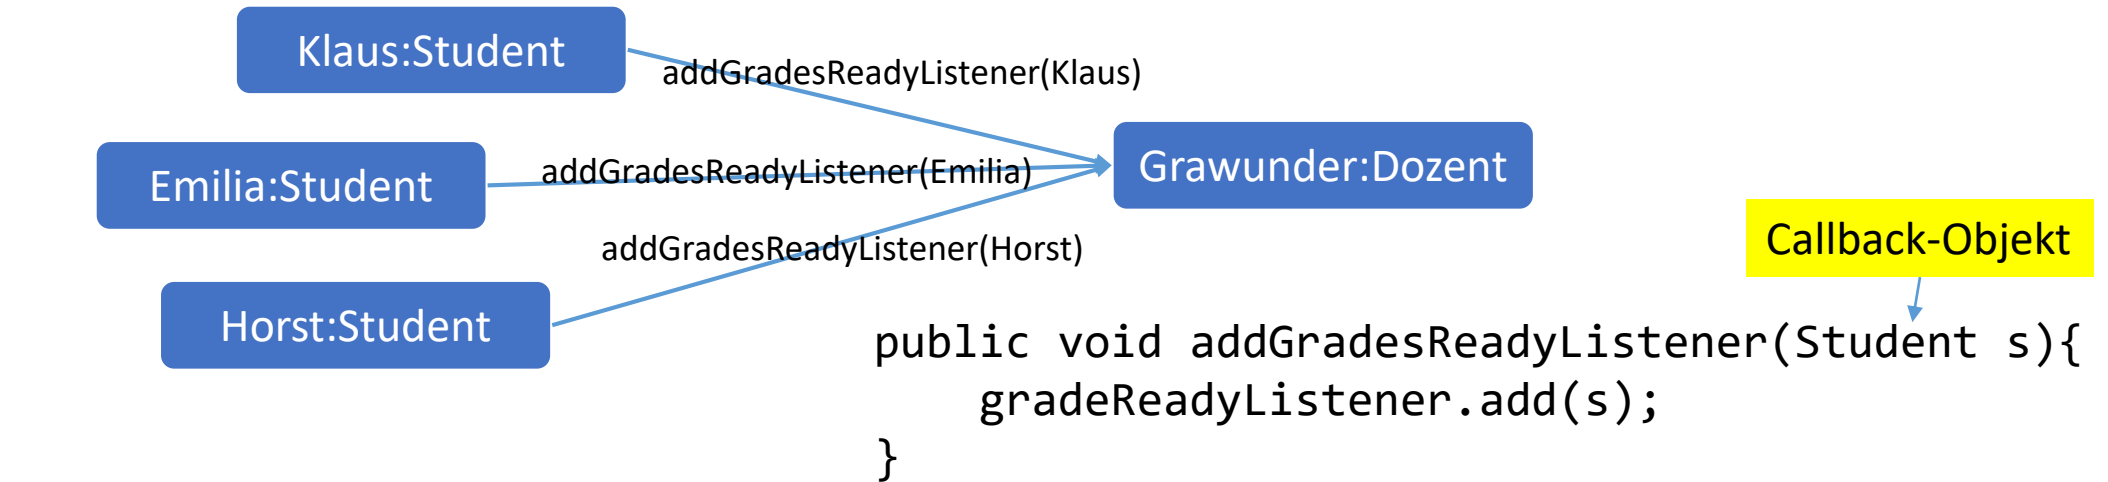 Klaus:Student
addGradesReadyListener(Klaus)
Emilia:Student
addGradesReadyListener(Emilia)
Grawunder:Dozent
addGradesReadyListener(Horst)
Horst:Student
Callback-Objekt
public void addGradesReadyListener(Student s){
gradeReadyListener.add(s);
}